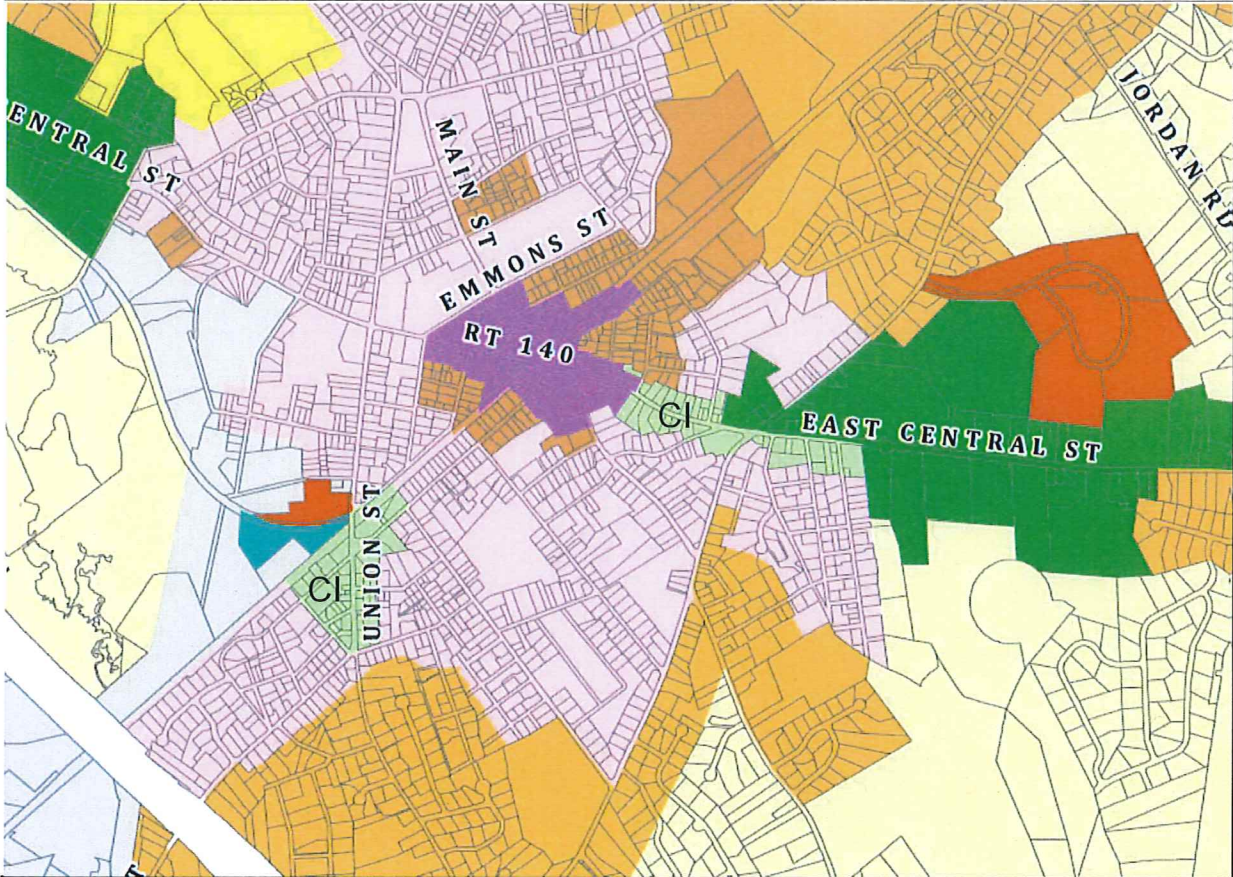 JORDAN RD
ENTRAL ST
MAIN ST
EMMONS ST
RT 140
CI
EAST CENTRAL ST
UNION ST
CI
T